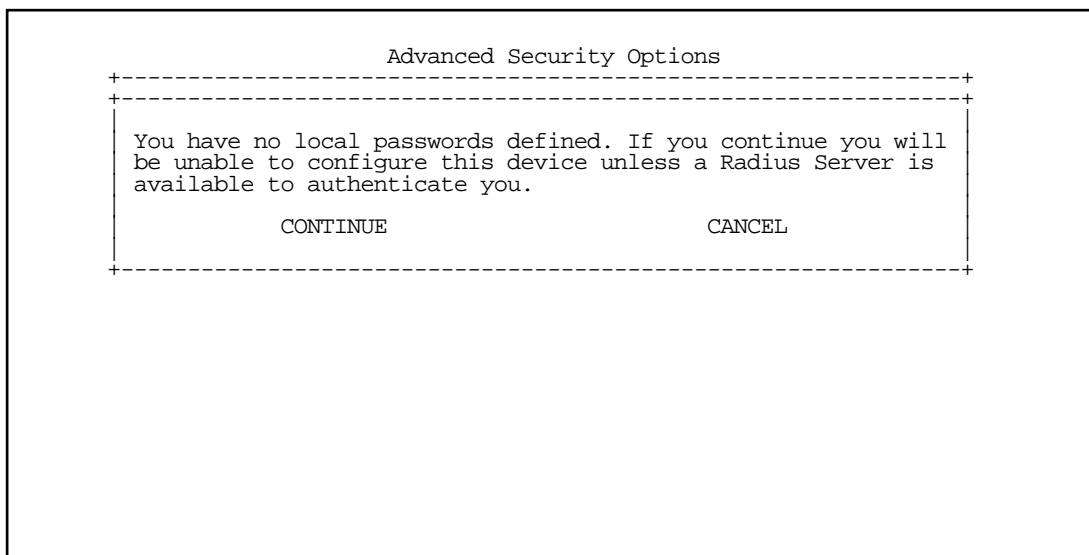 Advanced Security Options
+---------------------------------------------------------------+
+---------------------------------------------------------------+
You have no local passwords defined. If you continue you will
be unable to configure this device unless a Radius Server is
available to authenticate you.
CONTINUE CANCEL
+---------------------------------------------------------------+